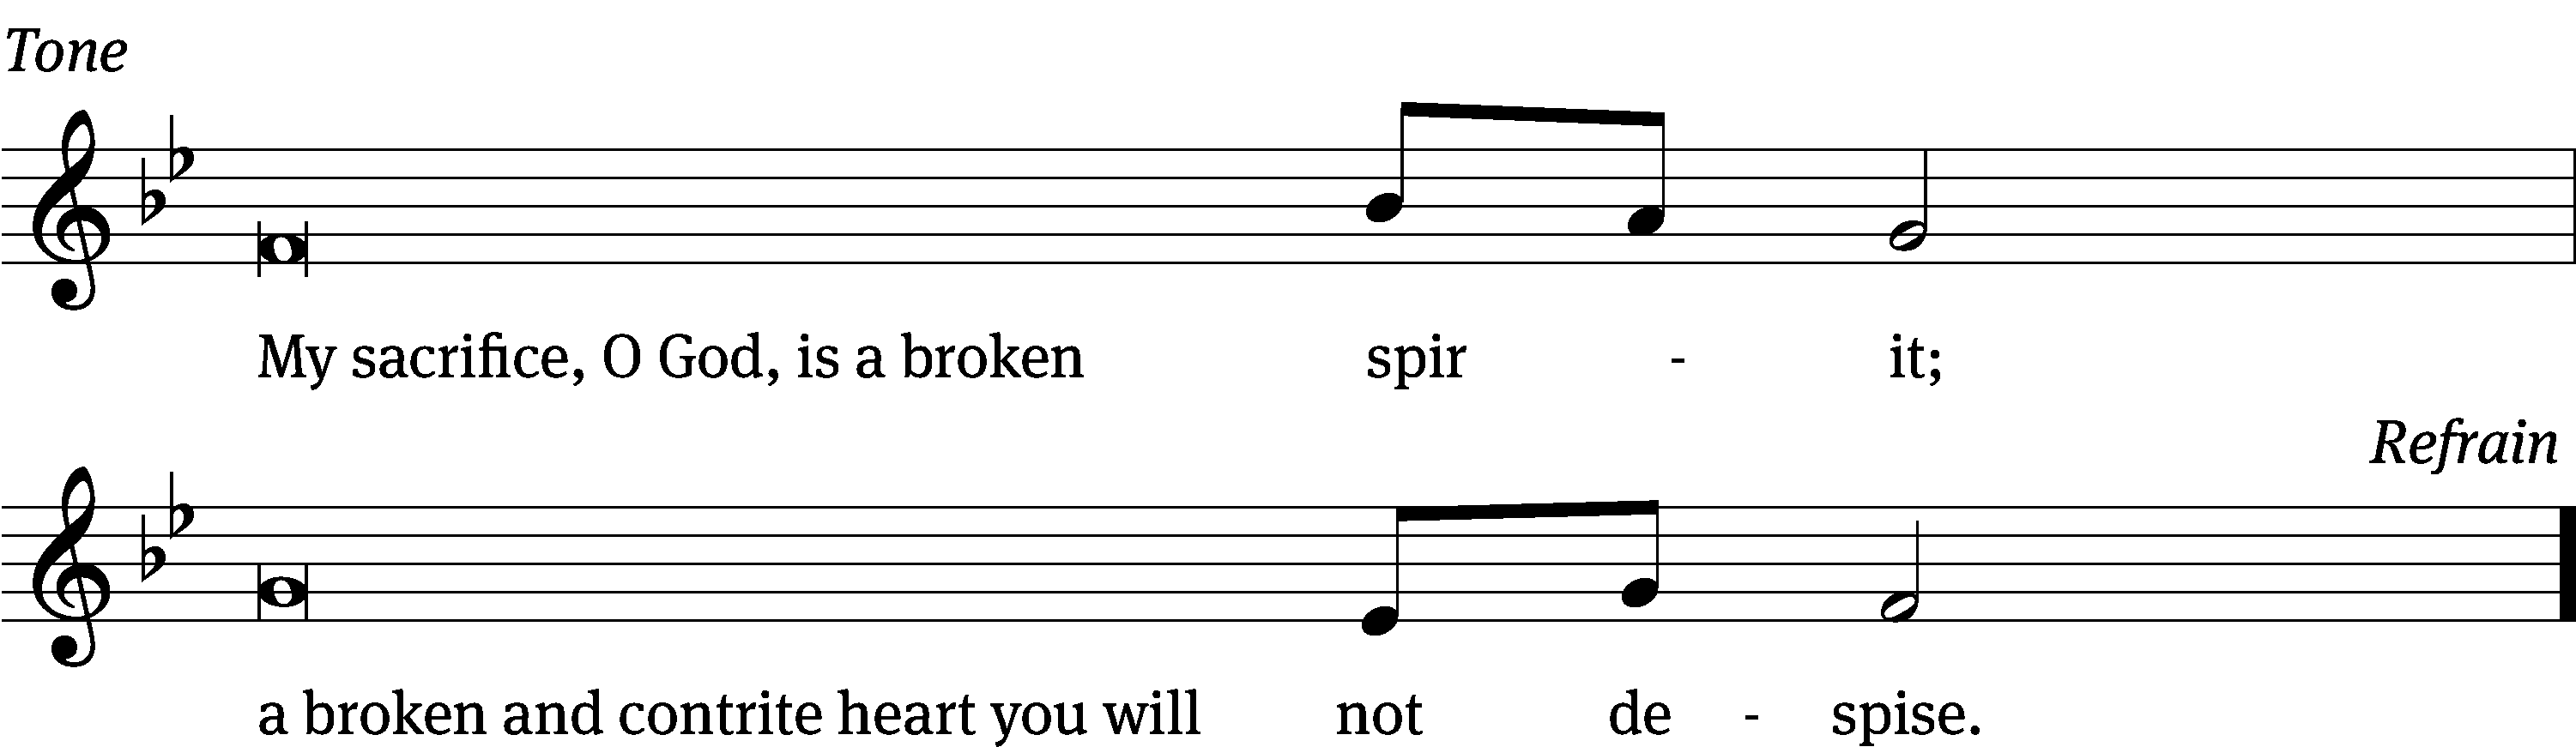 Tone
My sacrifice, O God, is a broken spir - it;
Refrain
a broken and contrite heart you will not de - spise.